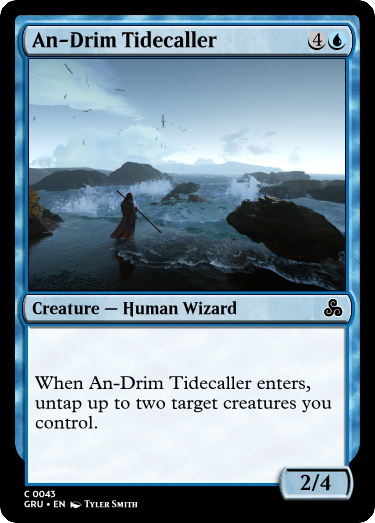 An-Drim Tidecaller 4
Creature — Human Wizard
When An-Drim Tidecaller enters,
untap up to two target creatures you
control.
2/4
C 0043
GRU • EN Tyler Smith